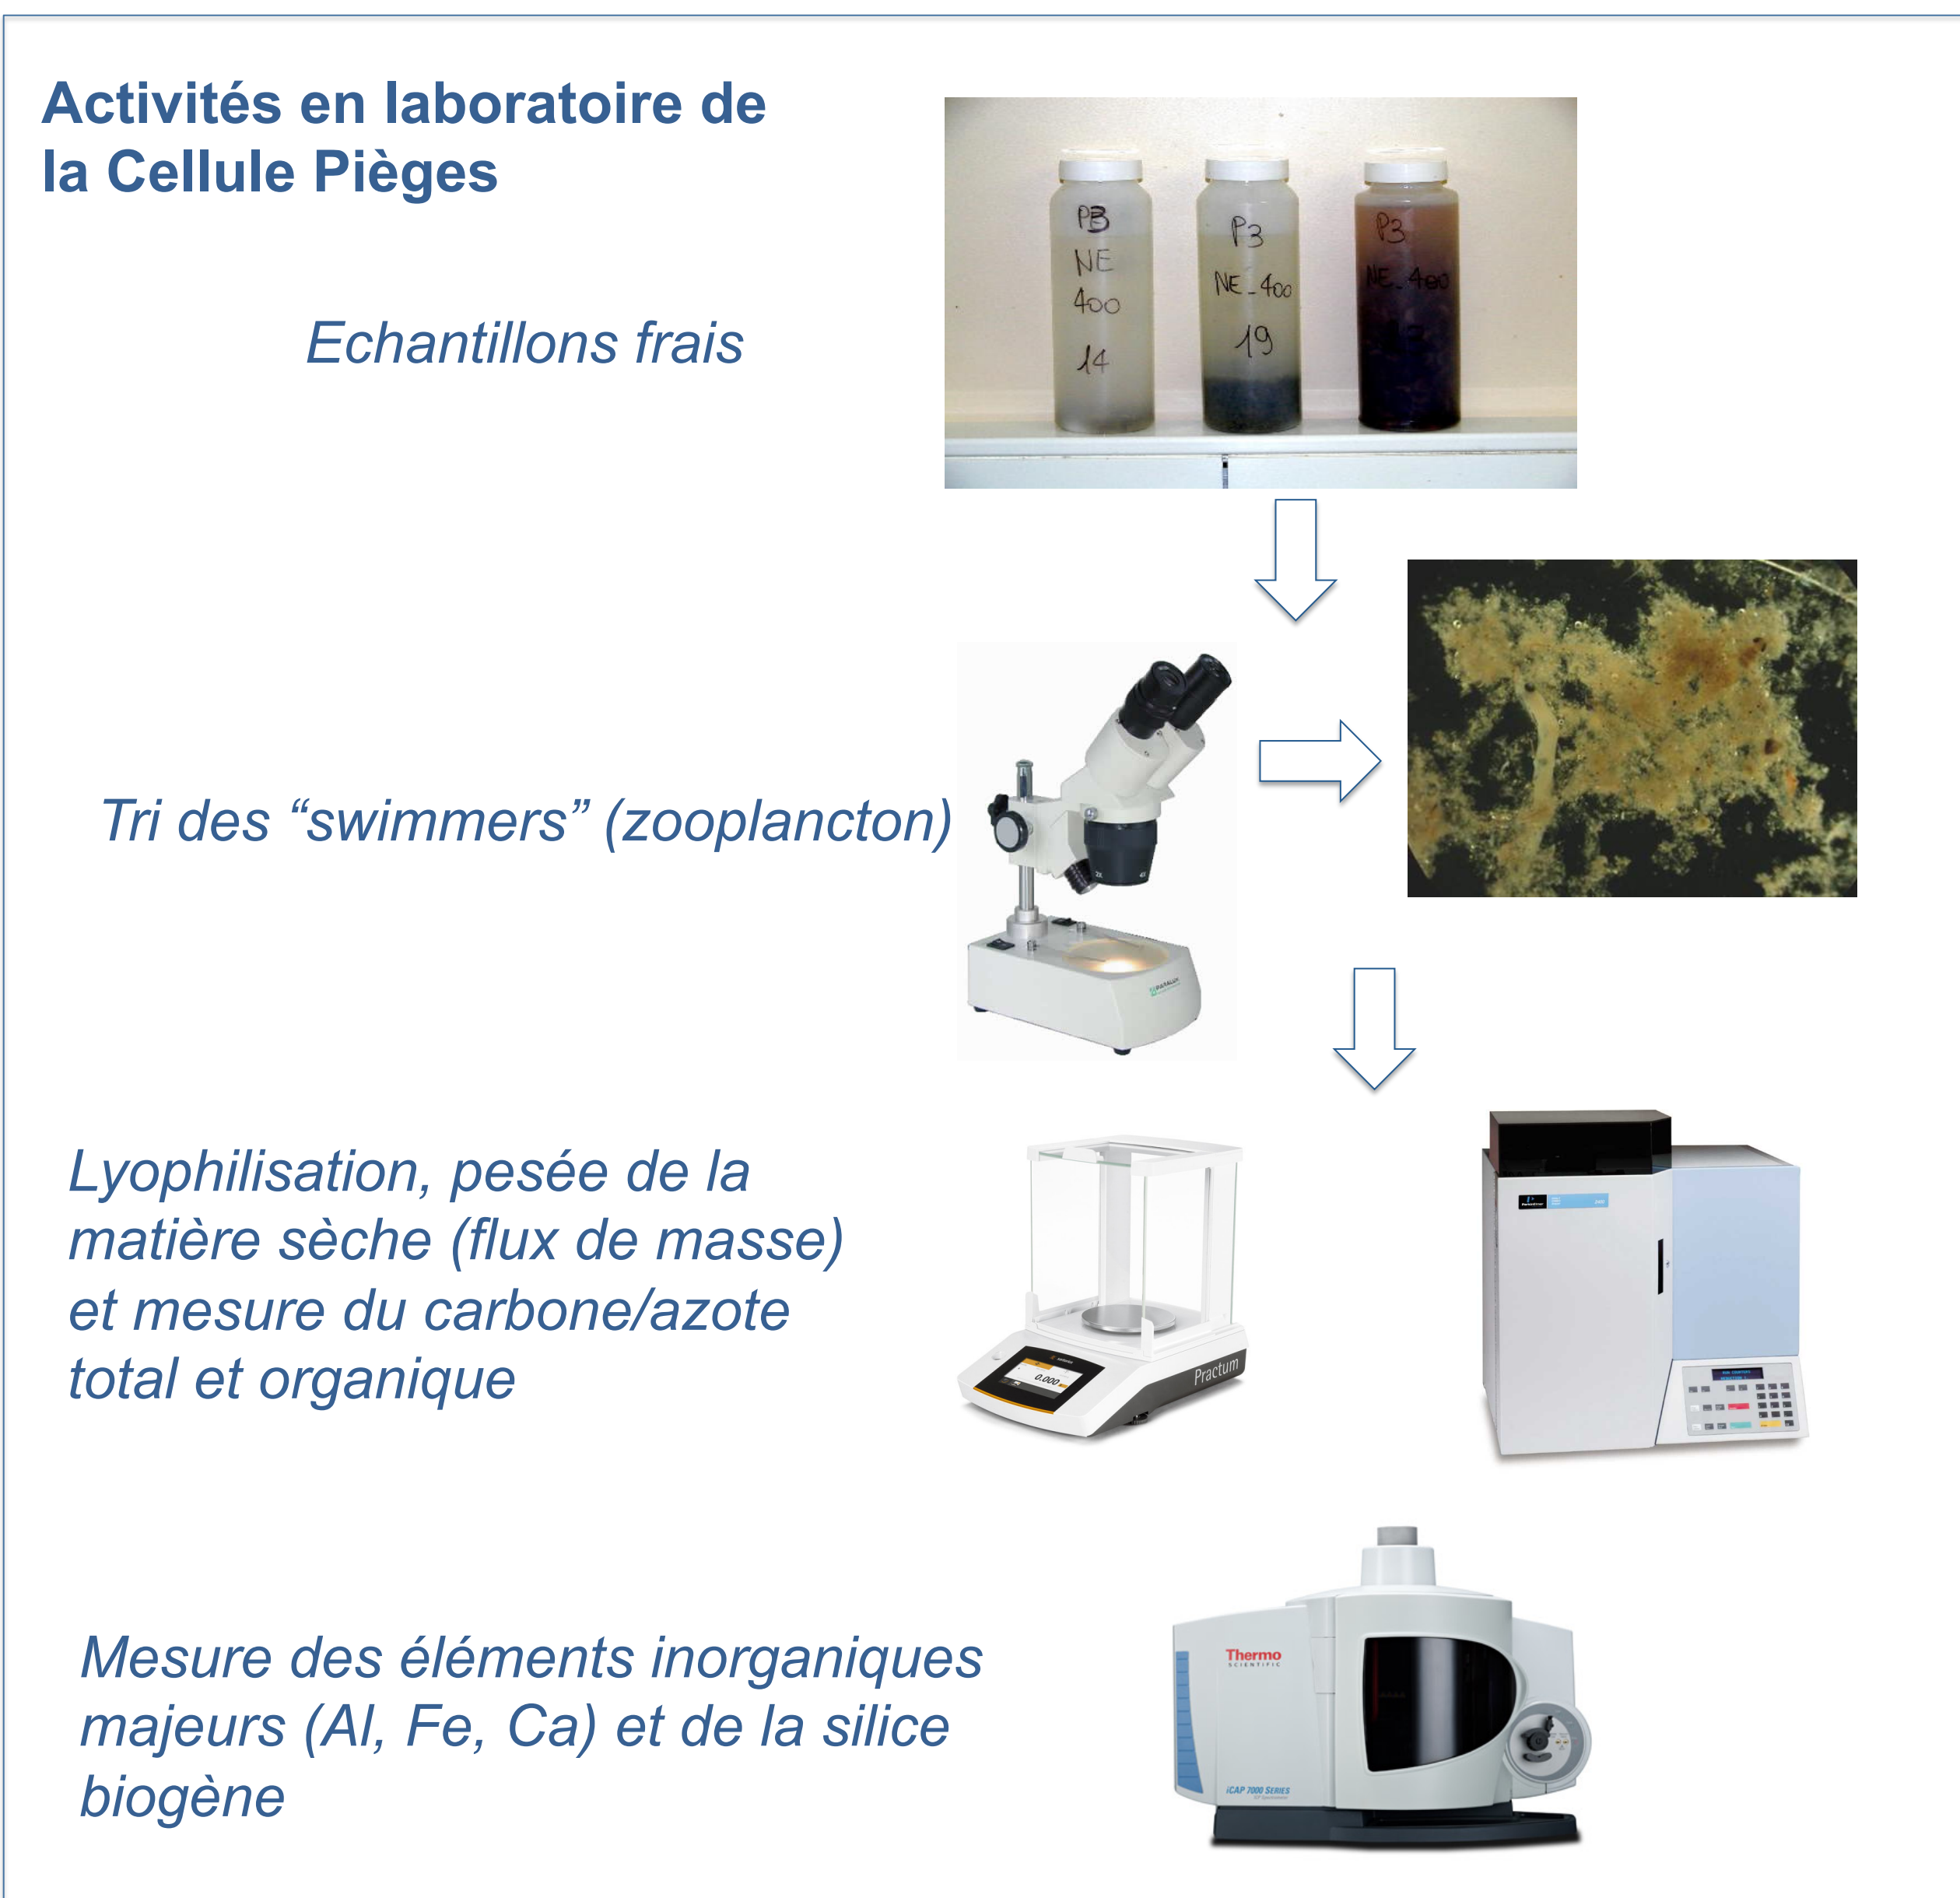 Activités en laboratoire de
la Cellule Pièges
Echantillons frais
PB
NE
400
14
P3
NE_400
19
P3
NE_400
Tri des “swimmers” (zooplancton)
2X
4X
PARALUX
Lyophilisation, pesée de la
matière sèche (flux de masse)
et mesure du carbone/azote
total et organique
0.000
Practum
Mesure des éléments inorganiques
majeurs (Al, Fe, Ca) et de la silice
biogène
Thermo
SCIENTIFIC
iCAP 7000 SERIES